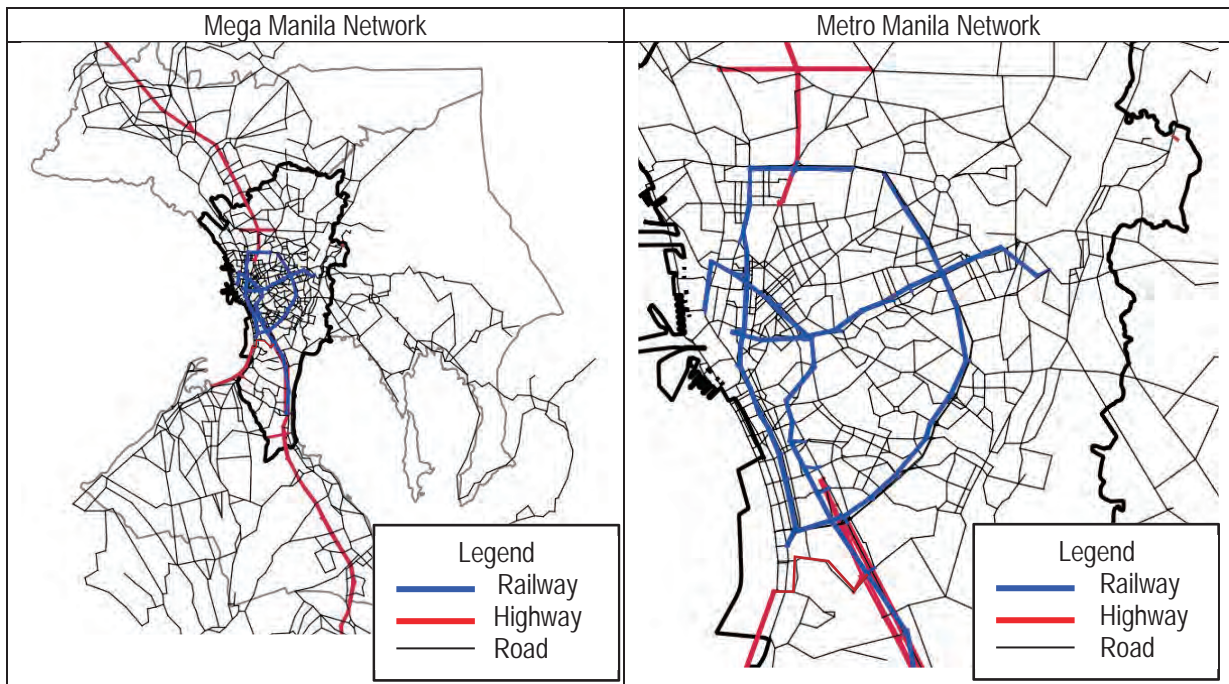 Mega Manila Network
Metro Manila Network
Legend
Railway
Highway
Road
Legend
Railway
Highway
Road